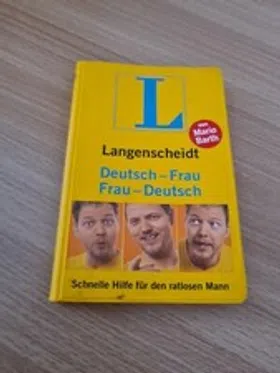 L
von
Mario
Barth
Langenscheidt
Deutsch – Frau
Frau – Deutsch
Schnelle Hilfe für den ratlosen Mann